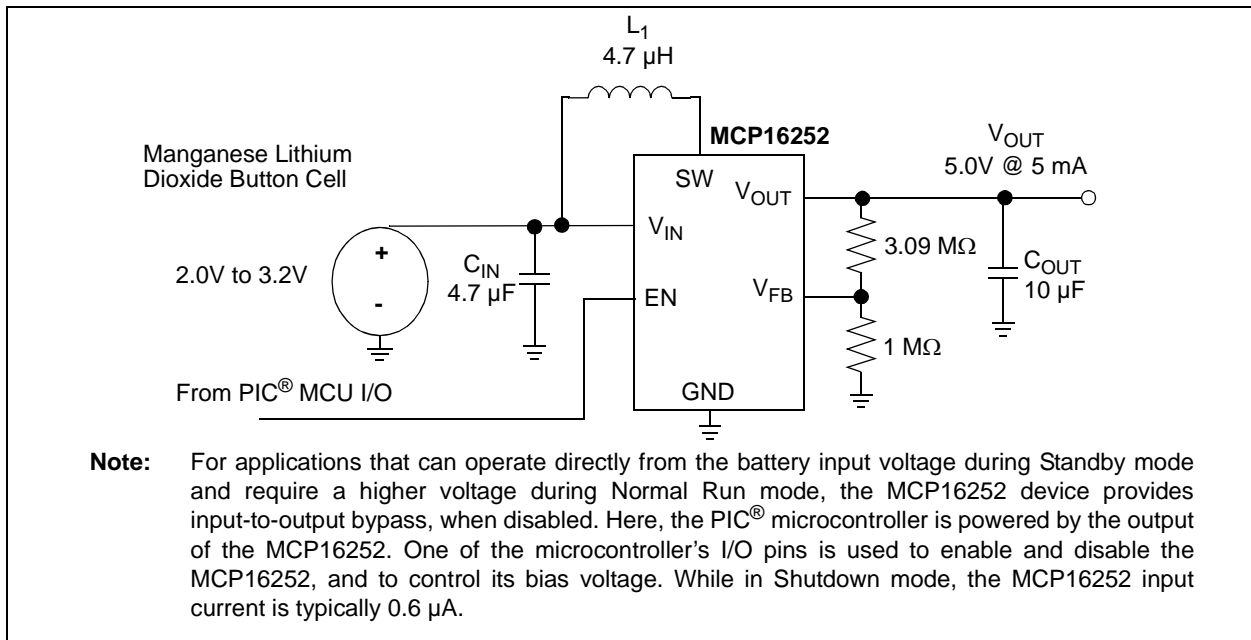 L1
4.7 µH
MCP16252
Manganese Lithium
Dioxide Button Cell
VOUT
5.0V @ 5 mA
SW
VOUT
VIN
+
-
2.0V to 3.2V
CIN
4.7 µF
3.09 MΩ
COUT
10 µF
EN
VFB
1 MΩ
From PIC® MCU I/O
GND
Note: For applications that can operate directly from the battery input voltage during Standby mode
and require a higher voltage during Normal Run mode, the MCP16252 device provides
input-to-output bypass, when disabled. Here, the PIC® microcontroller is powered by the output
of the MCP16252. One of the microcontroller's I/O pins is used to enable and disable the
MCP16252, and to control its bias voltage. While in Shutdown mode, the MCP16252 input
current is typically 0.6 µA.